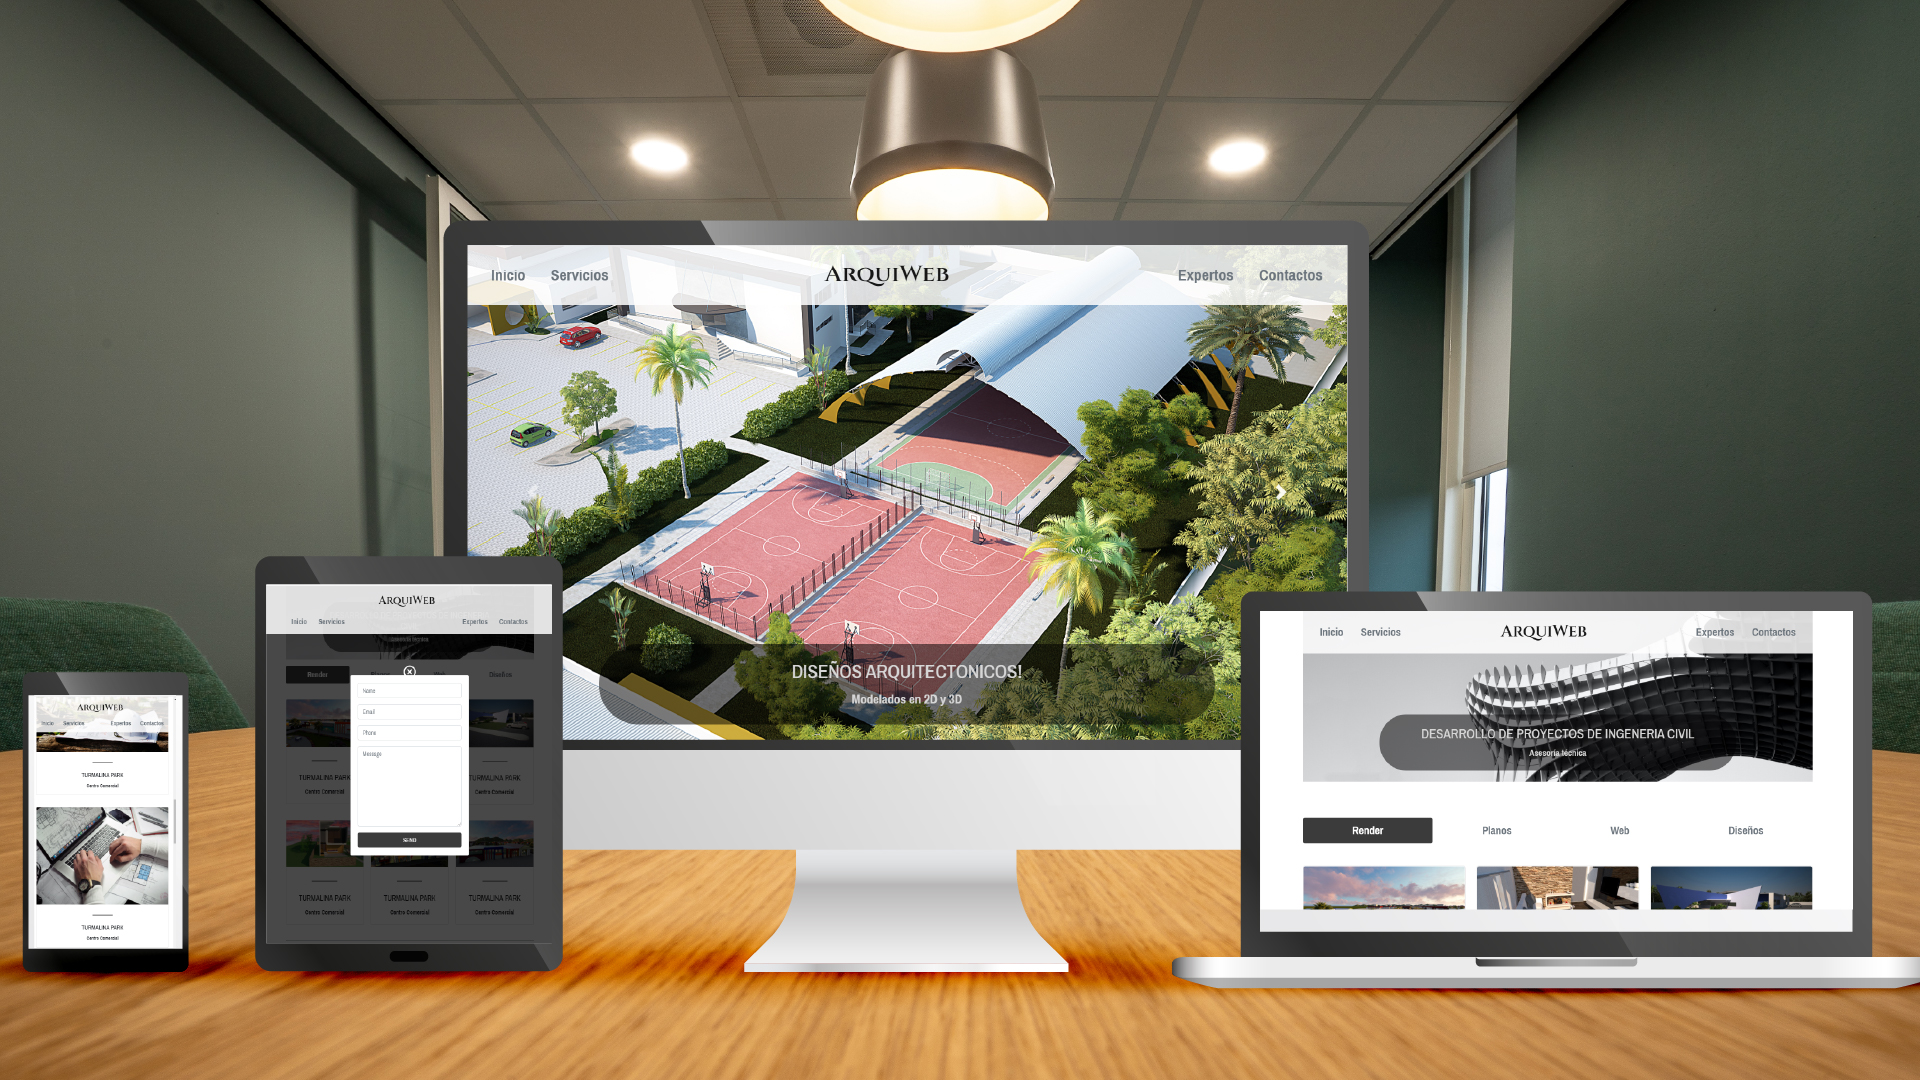 Inicio Servicios ARQUIWEB Expertos Contactos
DISEÑOS ARQUITECTONICOS!
Modelados en 2D y 3D
ARQUIWEB
Inicio Servicios Expertos Contactos
TURMALINA PARK
Centro Comercial
TURMALINA PARK
Centro Comercial
ARQUIWEB
Inicio Servicios Expertos Contactos
Asesoria técnica
Render Diseños
Name
Email
Phone
Message
SEND
TURMALINA PARK TURMALINA PARK
Centro Comercial Centro Comercial
TURMALINA PARK TURMALINA PARK TURMALINA PARK
Centro Comercial Centro Comercial Centro Comercial
Inicio Servicios ARQUIWEB Expertos Contactos
DESARROLLO DE PROYECTOS DE INGENERIA CIVIL
Asesoria técnica
Render Planos Web Diseños